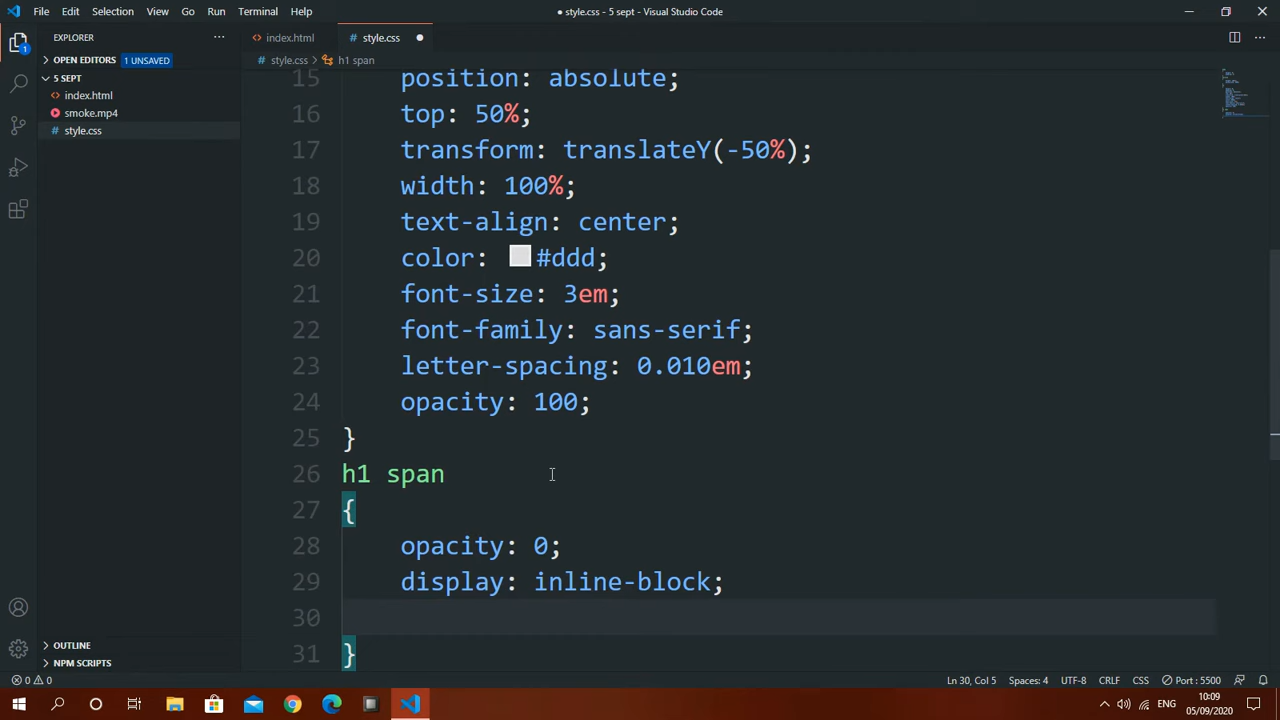 File Edit Selection View Go Run Terminal Help
● style.css - 5 sept - Visual Studio Code
EXPLORER
OPEN EDITORS 1 UNSAVED
5 SEPT
<> index.html
smoke.mp4
# style.css
OUTLINE
NPM SCRIPTS
1
<> index.html
# style.css ●
# style.css > h1 span
15 position: absolute;
16 top: 50%;
17 transform: translateY(-50%);
18 width: 100%;
19 text-align: center;
20 color: #ddd;
21 font-size: 3em;
22 font-family: sans-serif;
23 letter-spacing: 0.010em;
24 opacity: 100;
25 }
26 h1 span
27 {
28 opacity: 0;
29 display: inline-block;
30
31 }
0 0
Ln 30, Col 5 Spaces: 4 UTF-8 CRLF CSS Port : 5500
ENG
10:09
05/09/2020